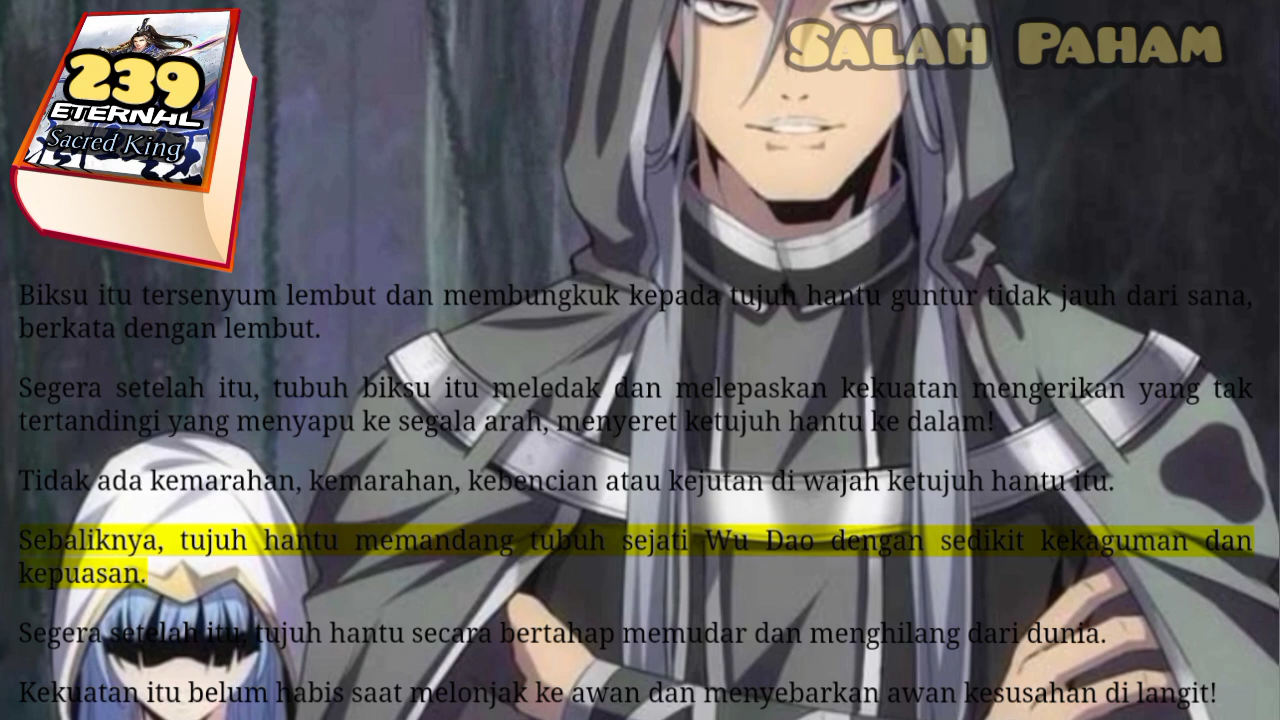 SALAH PAHAM
239
ETERNAL
Sacred King
Biksu itu tersenyum lembut dan membungkuk kepada tujuh hantu guntur tidak jauh dari sana,
berkata dengan lembut.
Segera setelah itu, tubuh biksu itu meledak dan melepaskan kekuatan mengerikan yang tak
tertandingi yang menyapu ke segala arah, menyeret ketujuh hantu ke dalam!
Tidak ada kemarahan, kemarahan, kebencian atau kejutan di wajah ketujuh hantu itu.
Sebaliknya, tujuh hantu memandang tubuh sejati Wu Dao dengan sedikit kekaguman dan
kepuasan.
Segera setelah itu, tujuh hantu secara bertahap memudar dan menghilang dari dunia.
Kekuatan itu belum habis saat melonjak ke awan dan menyebarkan awan kesusahan di langit!